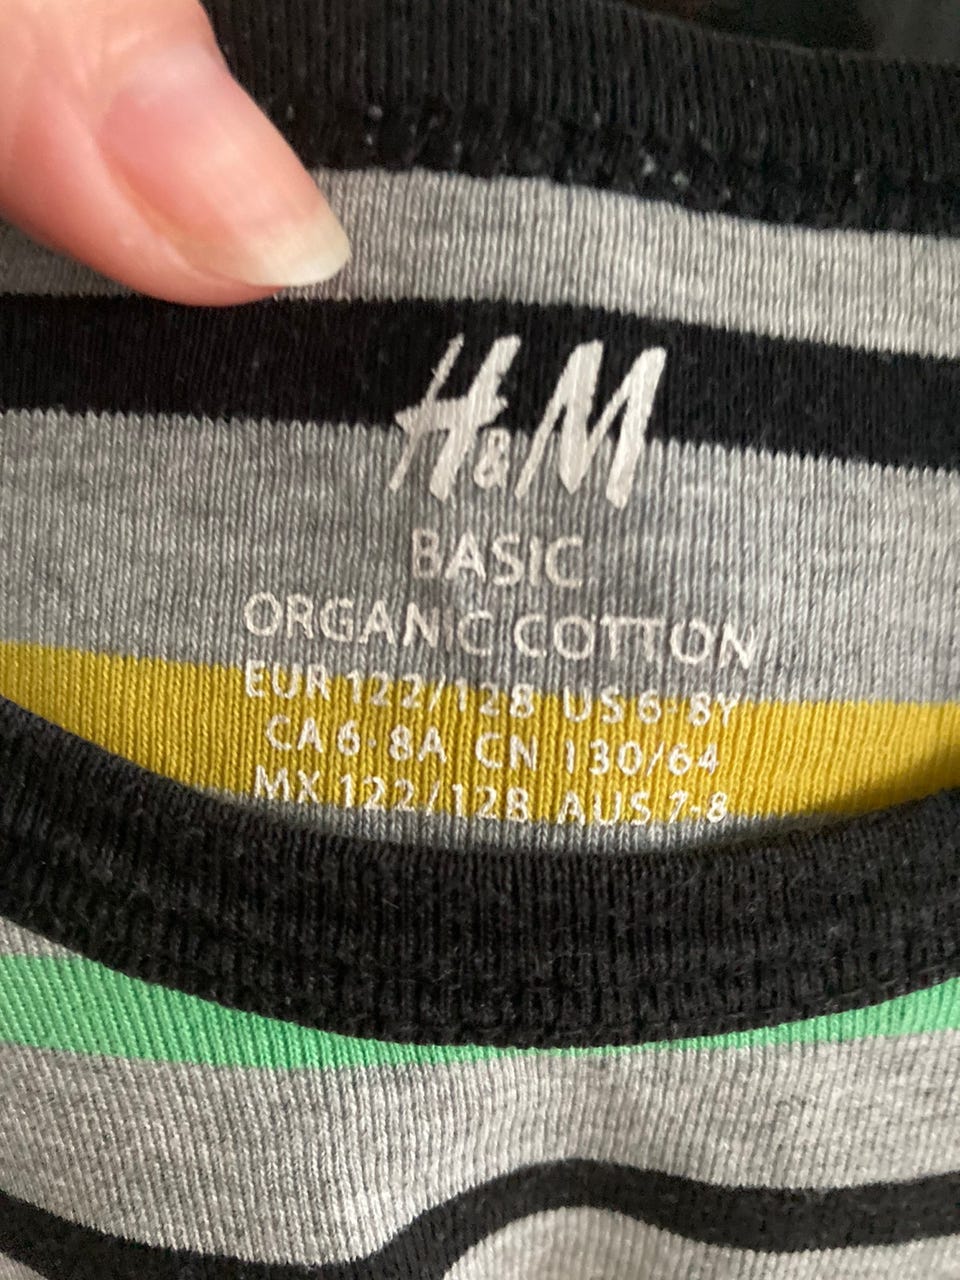 H&M
BASIC
ORGANIC COTTON
EUR 122/128 US 6-8Y
CA 6-8A CN 130/64
MX 122/128 AUS 7-8